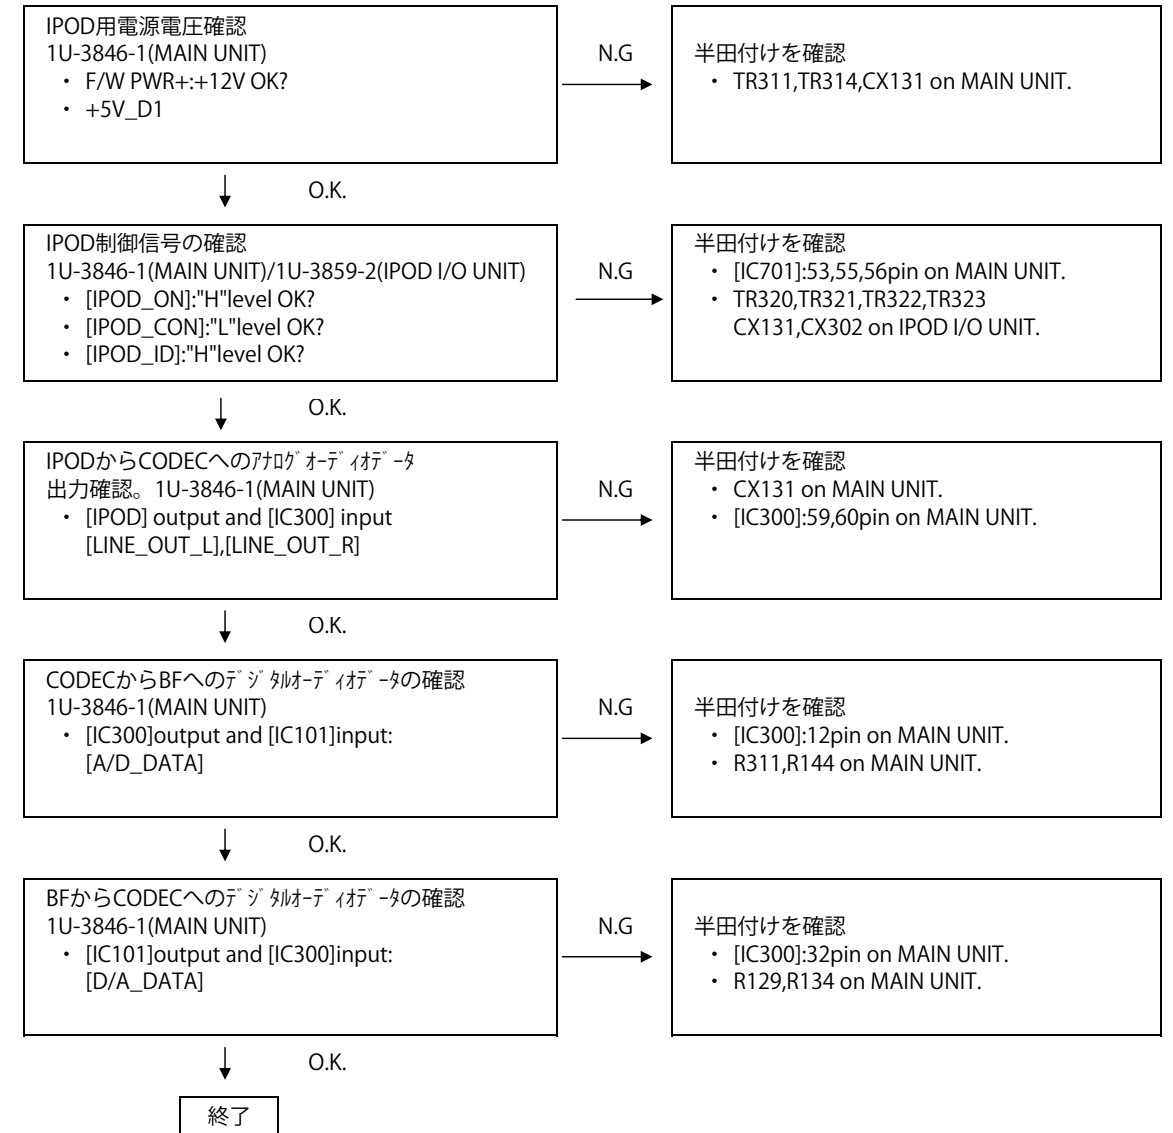 IPOD用電源電圧確認
1U-3846-1(MAIN UNIT)
・ F/W PWR+:+12V OK?
・ +5V_D1
N.G
半田付けを確認
・ TR311,TR314,CX131 on MAIN UNIT.
O.K.
IPOD制御信号の確認
1U-3846-1(MAIN UNIT)/1U-3859-2(IPOD I/O UNIT)
・ [IPOD_ON]:"H"level OK?
・ [IPOD_CON]:"L"level OK?
・ [IPOD_ID]:"H"level OK?
N.G
半田付けを確認
・ [IC701]:53,55,56pin on MAIN UNIT.
・ TR320,TR321,TR322,TR323
CX131,CX302 on IPOD I/O UNIT.
O.K.
IPODからCODECへのｱﾅﾛｸﾞｵｰﾃﾞｨｵﾃﾞｰﾀ
出力確認。1U-3846-1(MAIN UNIT)
・ [IPOD] output and [IC300] input
[LINE_OUT_L],[LINE_OUT_R]
N.G
半田付けを確認
・ CX131 on MAIN UNIT.
・ [IC300]:59,60pin on MAIN UNIT.
O.K.
CODECからBFへのﾃﾞｼﾞﾀﾙｵｰﾃﾞｨｵﾃﾞｰﾀの確認
1U-3846-1(MAIN UNIT)
・ [IC300]output and [IC101]input:
[A/D_DATA]
N.G
半田付けを確認
・ [IC300]:12pin on MAIN UNIT.
・ R311,R144 on MAIN UNIT.
O.K.
BFからCODECへのﾃﾞｼﾞﾀﾙｵｰﾃﾞｨｵﾃﾞｰﾀの確認
1U-3846-1(MAIN UNIT)
・ [IC101]output and [IC300]input:
[D/A_DATA]
N.G
半田付けを確認
・ [IC300]:32pin on MAIN UNIT.
・ R129,R134 on MAIN UNIT.
O.K.
終了